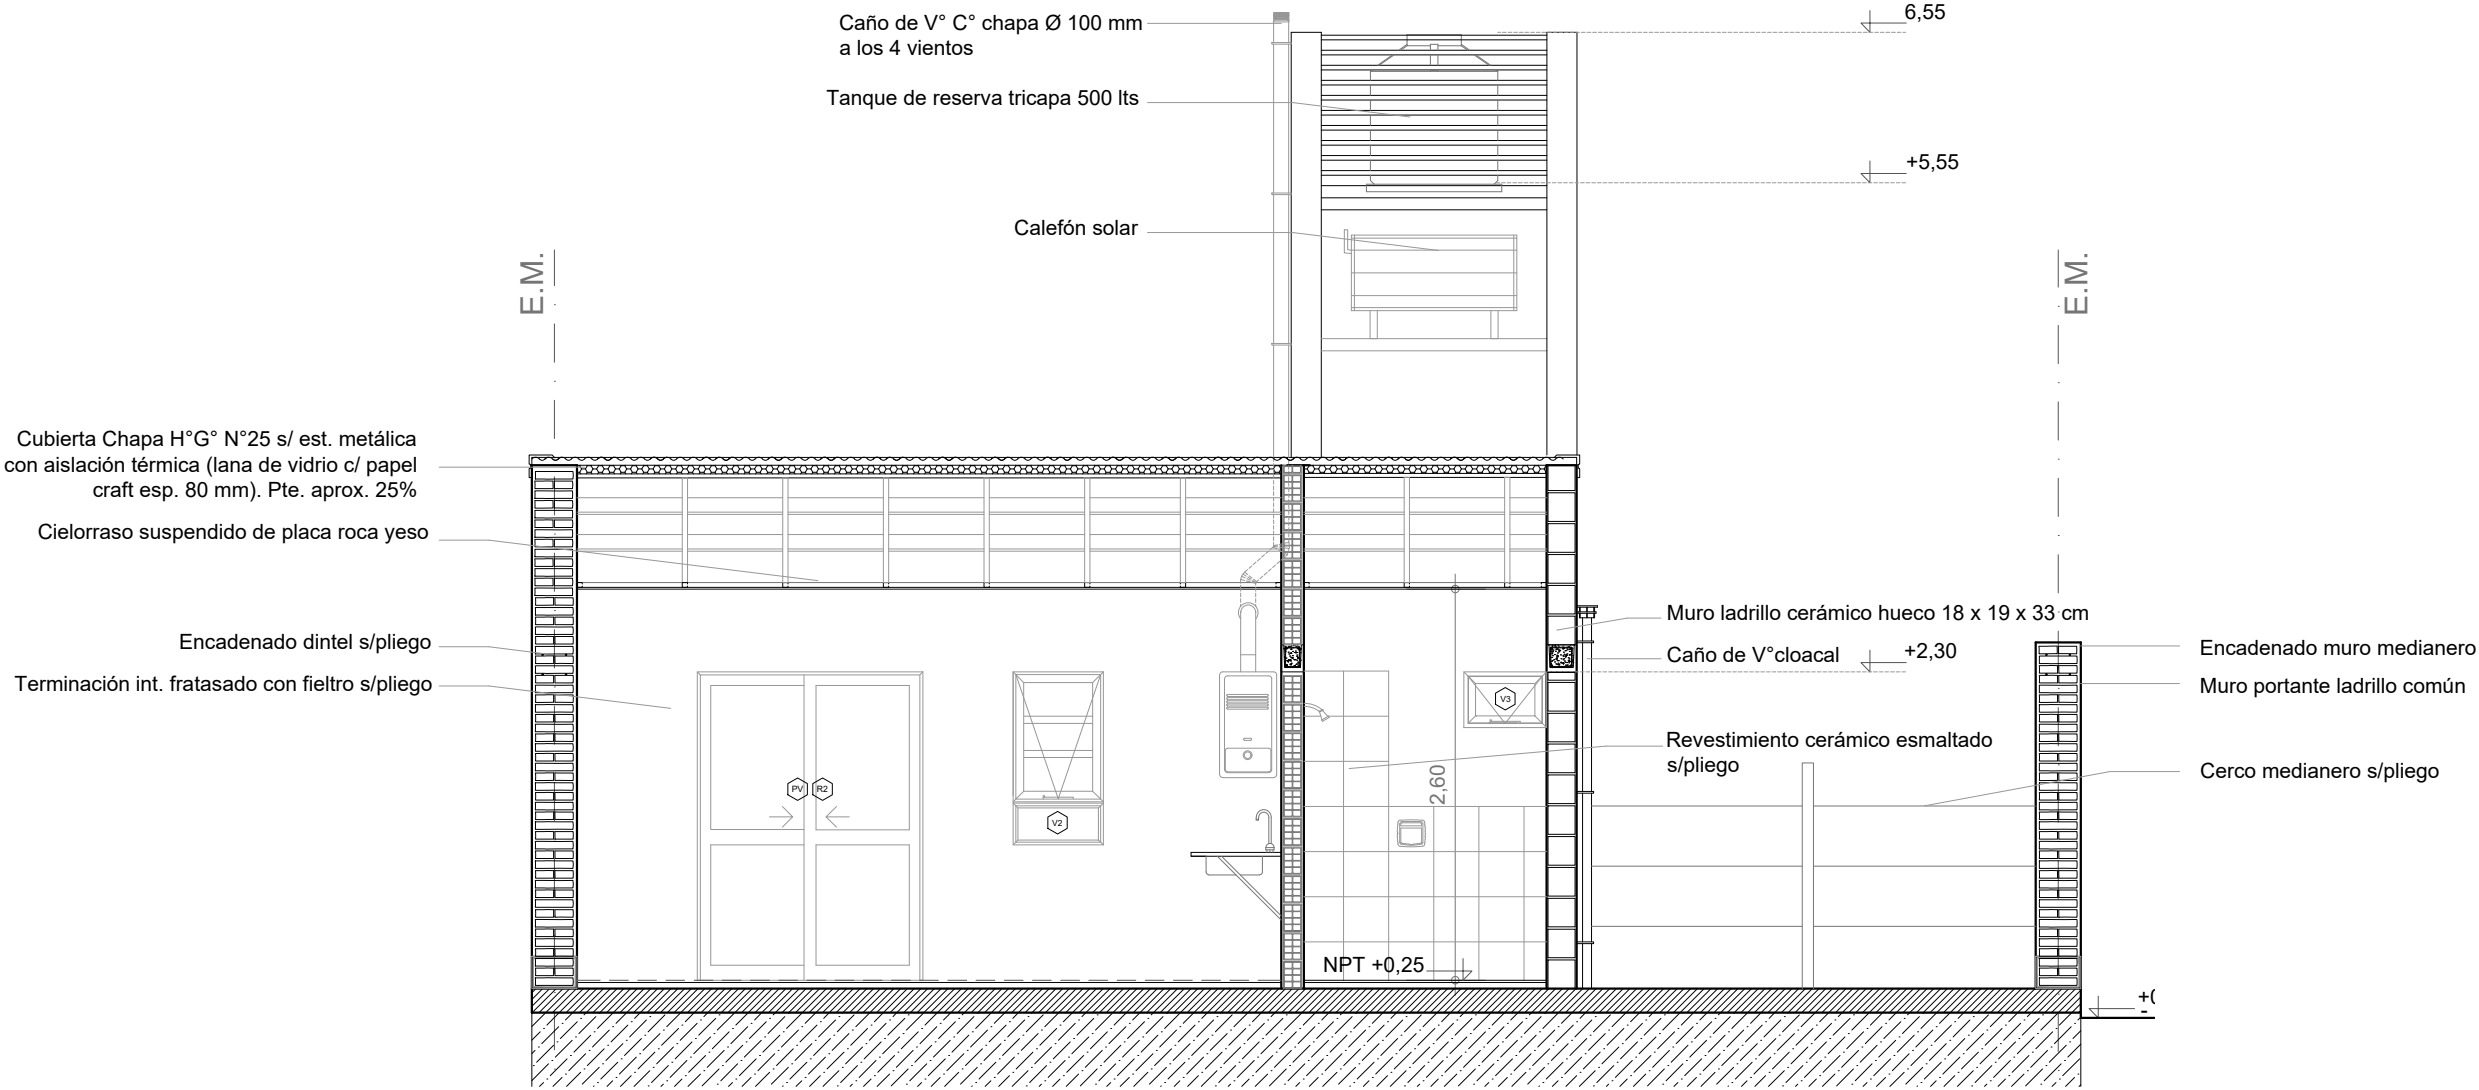 Caño de V° C° chapa Ø 100 mm
a los 4 vientos
6,55
Tanque de reserva tricapa 500 lts
+5,55
Calefón solar
E.M.
E.M.
Cubierta Chapa H°G° N°25 s/ est. metálica
con aislación térmica (lana de vidrio c/ papel
craft esp. 80 mm). Pte. aprox. 25%
Cielorraso suspendido de placa roca yeso
Encadenado dintel s/pliego
Terminación int. fratasado con fieltro s/pliego
Muro ladrillo cerámico hueco 18 x 19 x 33 cm
Caño de V°cloacal
+2,30
Encadenado muro medianero
Muro portante ladrillo común
V3
Revestimiento cerámico esmaltado
s/pliego
Cerco medianero s/pliego
PV
R2
V2
2,60
NPT +0,25